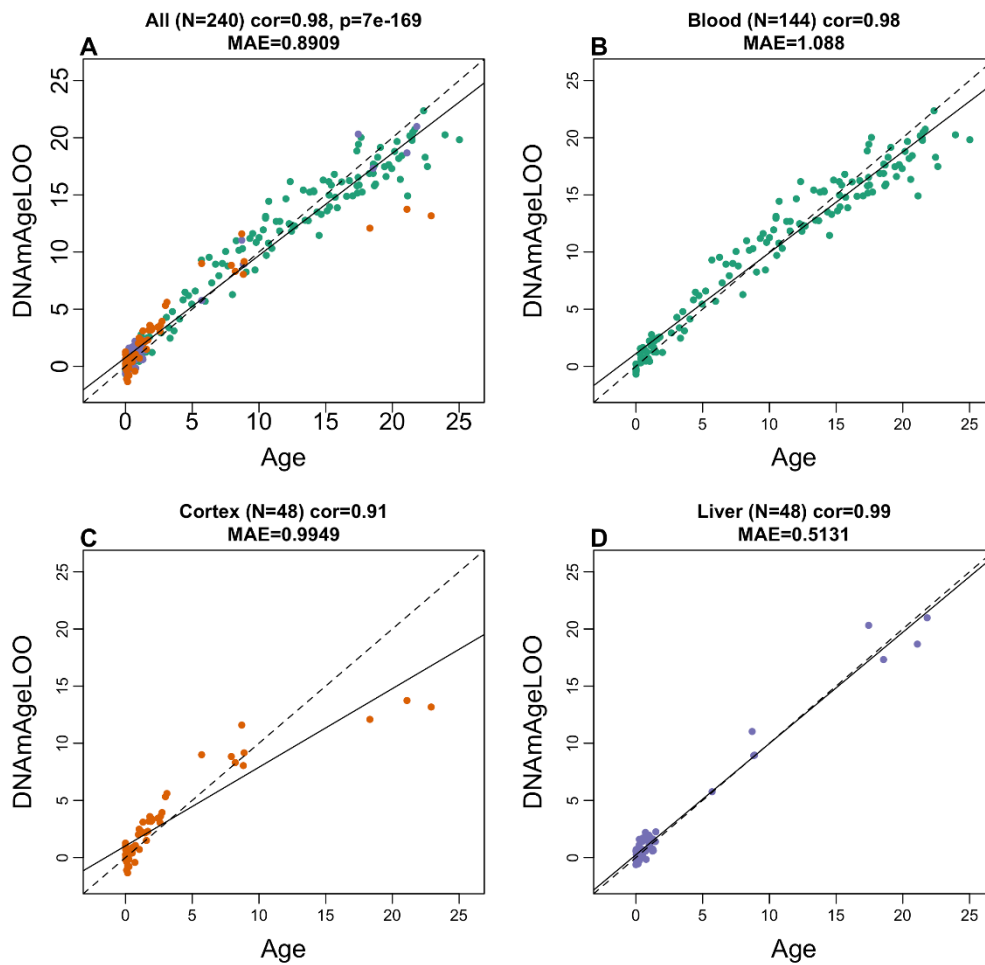 All (N=240) cor=0.98, p=7e-169
MAE=0.8909
A
DNAmAgeLOO
25
20
15
10
5
0
0 5 10 15 20 25
Age
Blood (N=144) cor=0.98
MAE=1.088
B
DNAmAgeLOO
25
20
15
10
5
0
0 5 10 15 20 25
Age
Cortex (N=48) cor=0.91
MAE=0.9949
C
DNAmAgeLOO
25
20
15
10
5
0
0 5 10 15 20 25
Age
Liver (N=48) cor=0.99
MAE=0.5131
D
DNAmAgeLOO
25
20
15
10
5
0
0 5 10 15 20 25
Age